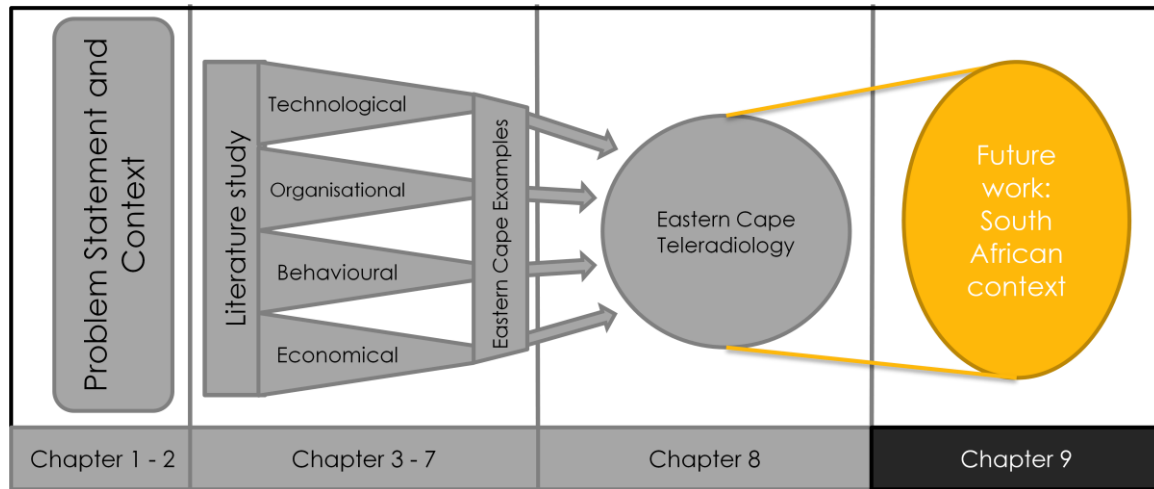 Problem Statement and
Context
Literature study
Technological
Organisational
Behavioural
Economical
Eastern Cape Examples
Eastern Cape
Teleradiology
Future
work:
South
African
context
Chapter 1 - 2
Chapter 3 - 7
Chapter 8
Chapter 9